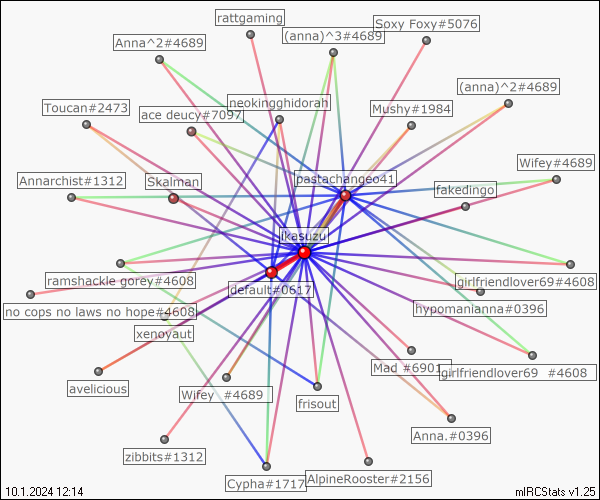 rattgaming
Soxy Foxy#5076
Anna^2#4689
(anna)^3#4689
(anna)^2#4689
neokingghidorah
Toucan#2473
ace deucy#7097
Mushy#1984
Wifey#4689
Annarchist#1312
Skalman
pastachangeo41
fakedingo
ikasuzu
ramshackle gorey#4608
default#0617
girlfriendlover69#4608
no cops no laws no hope#4608
hypomanianna#0396
xenoyaut
Mad #6901
girlfriendlover69 #4608
avelicious
Wifey #4689
frisout
Anna.#0396
zibbits#1312
Cypha#1717
AlpineRooster#2156
10.1.2024 12:14
mIRCStats v1.25